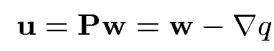 𝐮 = 𝐏𝐰 = 𝐰 − ∇q